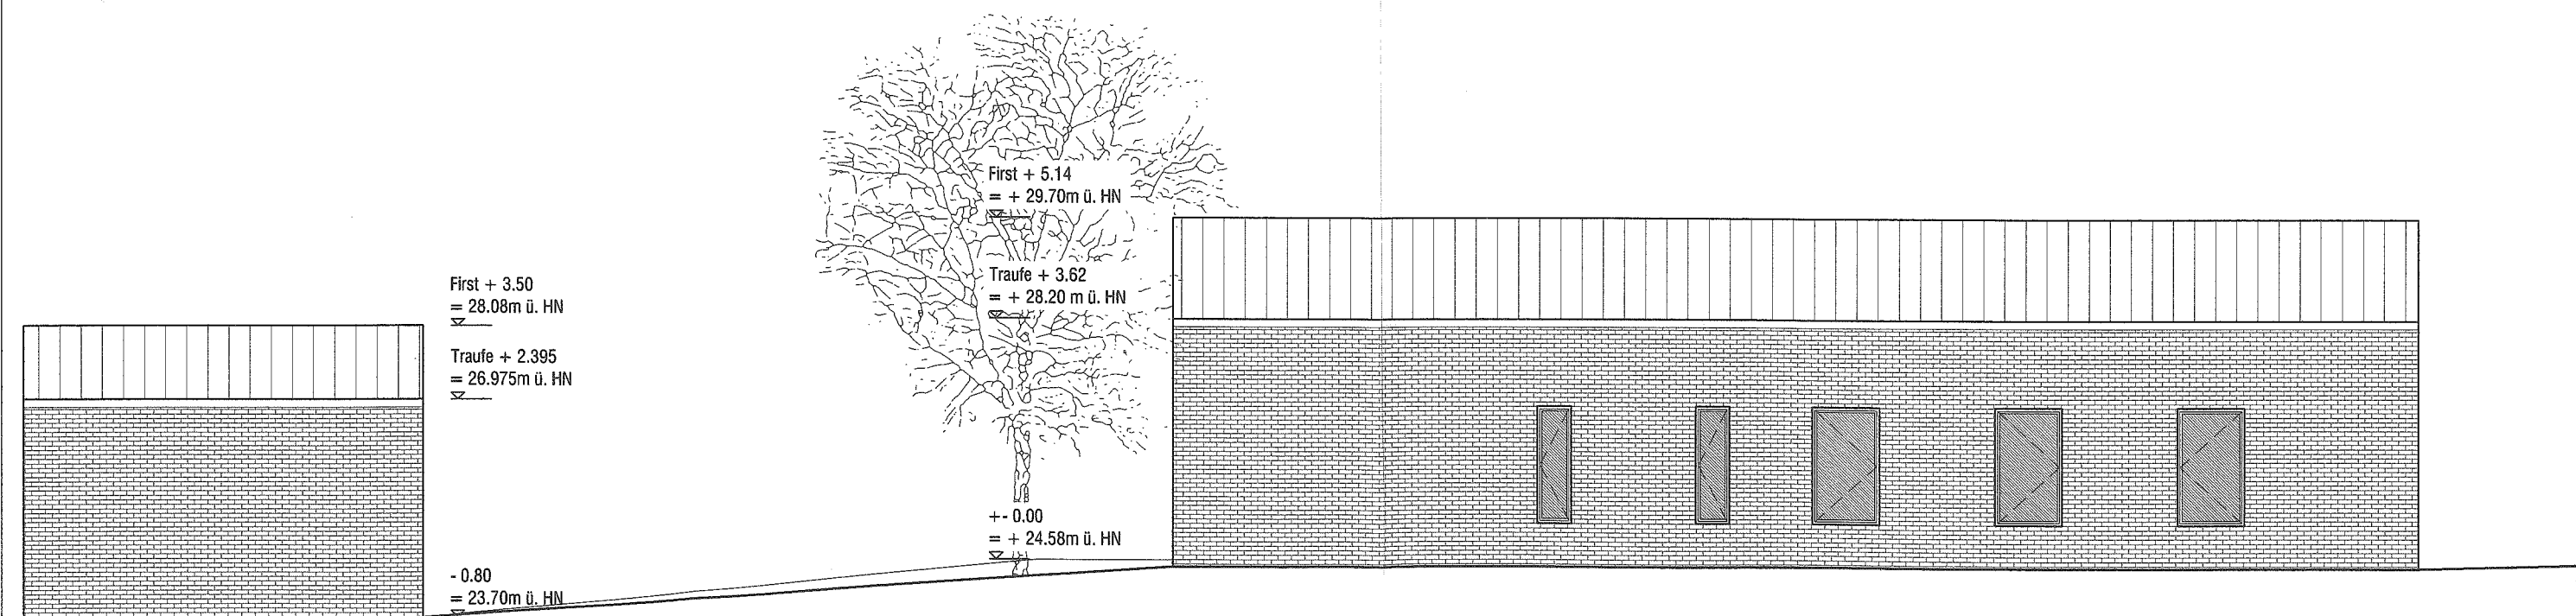 First + 5.14
= + 29.70m ü. HN
Traufe + 3.62
= + 28.20 m ü. HN
First + 3.50
= 28.08m ü. HN
Traufe + 2.395
= 26.975m ü. HN
+- 0.00
= + 24.58m ü. HN
- 0.80
= 23.70m ü. HN